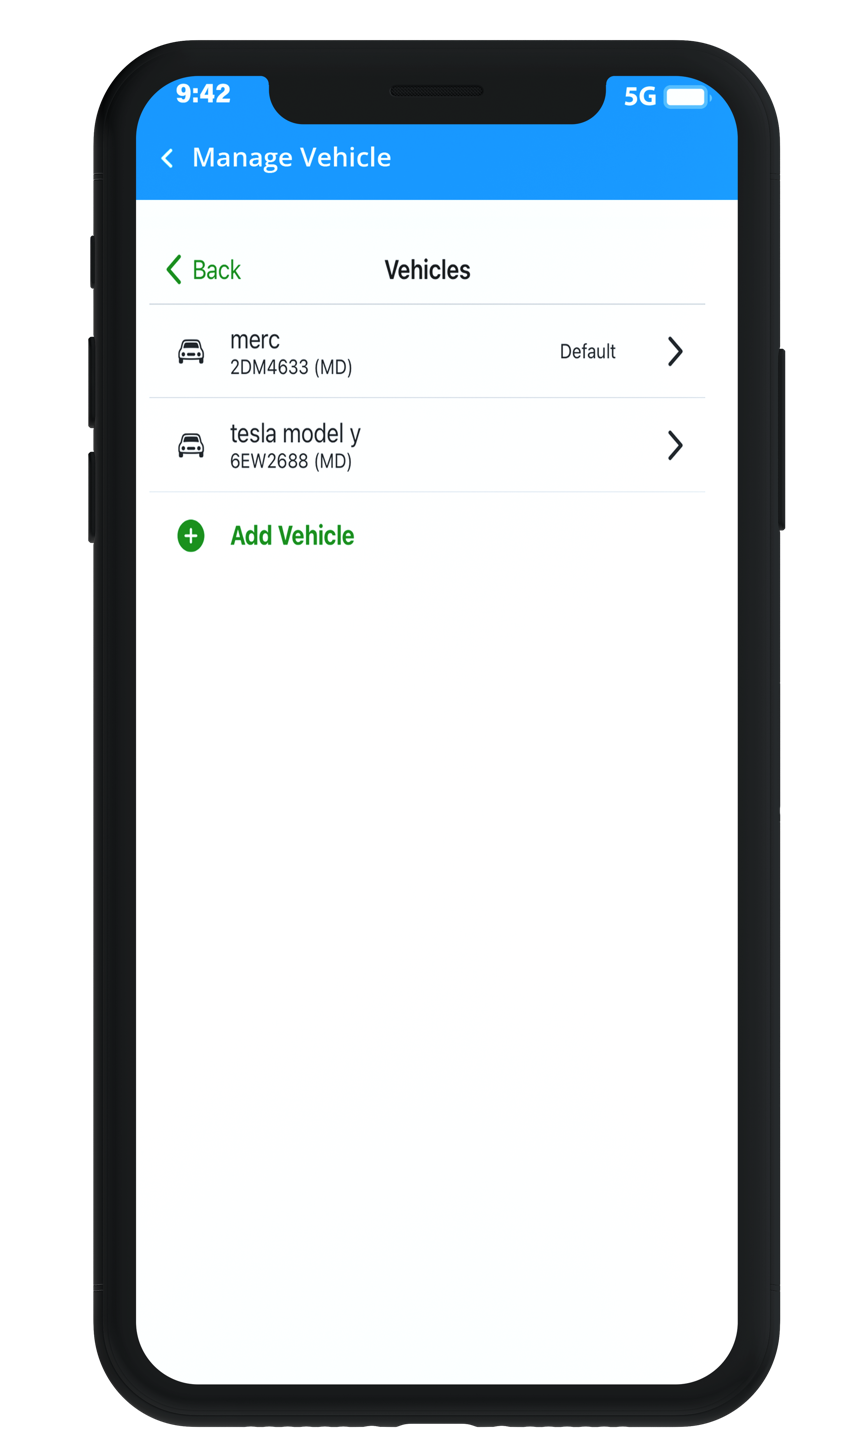 9:42
5G
Manage Vehicle
Back
Vehicles
merc
2DM4633 (MD)
Default
tesla model y
6EW2688 (MD)
Add Vehicle